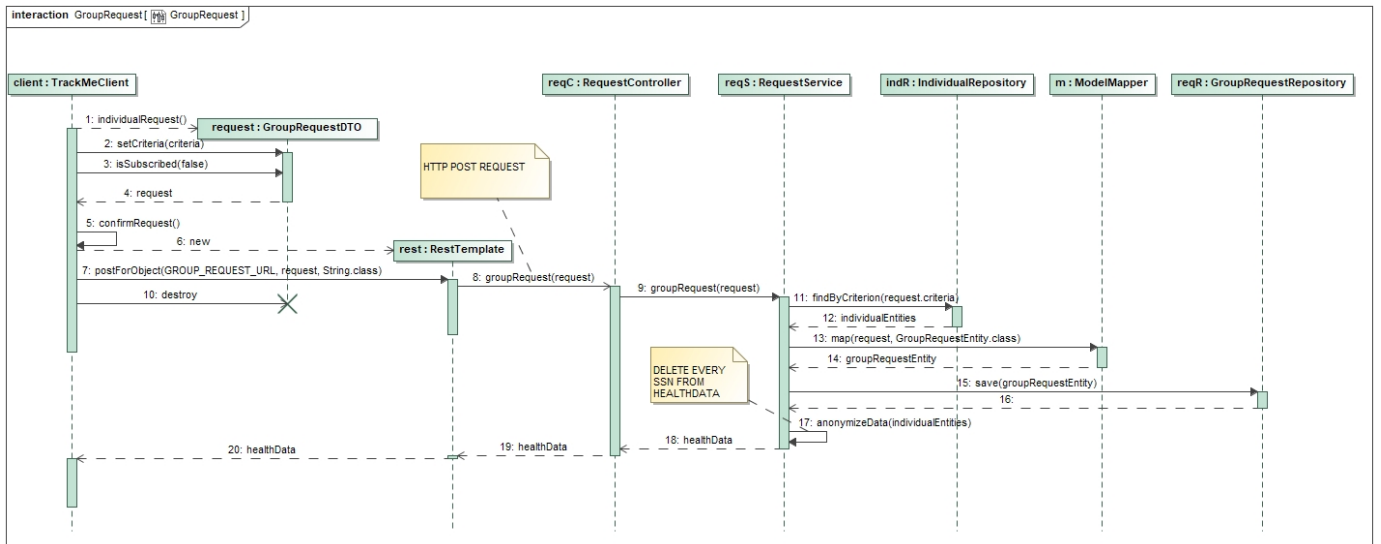 interaction GroupRequest[ GroupRequest ]
client : TrackMeClient
reqC : RequestController
reqS : RequestService
indR : IndividualRepository
m : ModelMapper
reqR : GroupRequestRepository
1: individualRequest()
request : GroupRequestDTO
2: setCriteria(criteria)
3: isSubscribed(false)
4: request
HTTP POST REQUEST
5: confirmRequest()
6: new
rest : RestTemplate
7: postForObject(GROUP_REQUEST_URL, request, String.class)
8: groupRequest(request)
9: groupRequest(request)
10: destroy
11: findByCriterion(request.criteria)
12: individualEntities
13: map(request, GroupRequestEntity.class)
14: groupRequestEntity
DELETE EVERY
SSN FROM
HEALTHDATA
15: save(groupRequestEntity)
16:
17: anonymizeData(individualEntities)
18: healthData
19: healthData
20: healthData